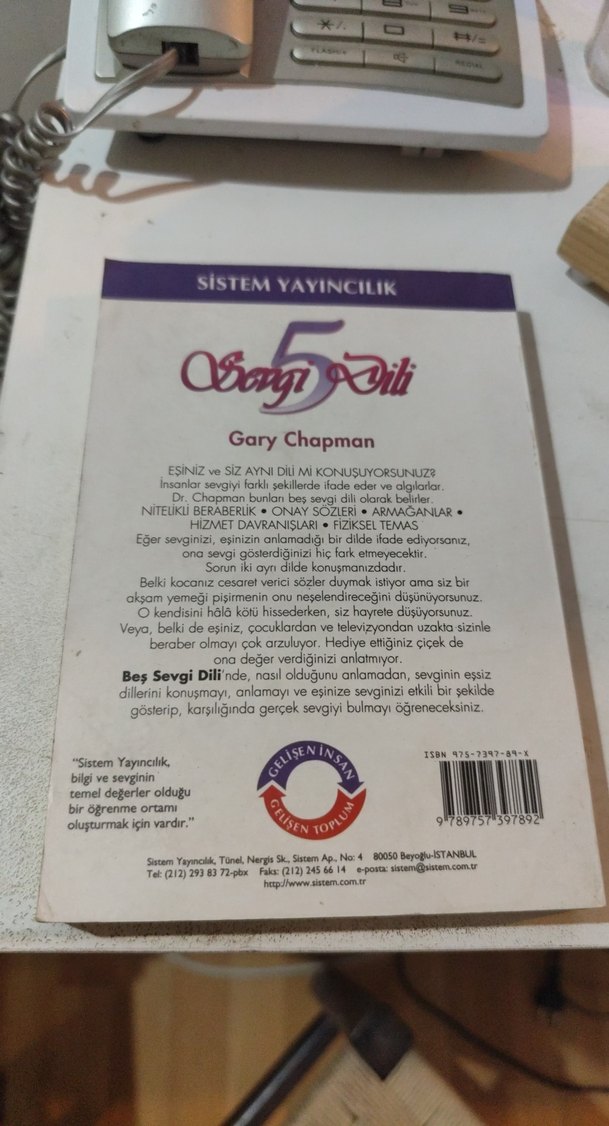 */.
0
#/=
FLASH/*
REDIAL
SİSTEM YAYINCILIK
5 Sevgi Dili
Gary Chapman
EŞİNİZ ve SİZ AYNI DİLİ Mİ KONUŞUYORSUNUZ?
İnsanlar sevgiyi farklı şekillerde ifade eder ve algılarlar.
Dr. Chapman bunları beş sevgi dili olarak belirler.
NİTELİKLİ BERABERLİK • ONAY SÖZLERİ • ARMAĞANLAR •
HİZMET DAVRANIŞLARI • FİZİKSEL TEMAS
Eğer sevginizi, eşinizin anlamadığı bir dilde ifade ediyorsanız,
ona sevgi gösterdiğinizi hiç fark etmeyecektir.
Sorun iki ayrı dilde konuşmanızdadır.
Belki kocanız cesaret verici sözler duymak istiyor ama siz bir
akşam yemeği pişirmenin onu neşelendireceğini düşünüyorsunuz.
O kendisini hâlâ kötü hissederken, siz hayrete düşüyorsunuz.
Veya, belki de eşiniz, çocuklardan ve televizyondan uzakta sizinle
beraber olmayı çok arzuluyor. Hediye ettiğiniz çiçek de
ona değer verdiğinizi anlatmıyor.
Beş Sevgi Dili'nde, nasıl olduğunu anlamadan, sevginin eşsiz
dillerini konuşmayı, anlamayı ve eşinize sevginizi etkili bir şekilde
gösterip, karşılığında gerçek sevgiyi bulmayı öğreneceksiniz.
"Sistem Yayıncılık,
bilgi ve sevginin
temel değerler olduğu
bir öğrenme ortamı
oluşturmak için vardır."
GELİŞEN İNSAN
GELİŞEN TOPLUM
ISBN 975-7397-89-X
9 789757 397892
Sistem Yayıncılık, Tünel, Nergis Sk., Sistem Ap., No: 4 80050 Beyoğlu-İSTANBUL
Tel: (212) 293 83 72-pbx Faks: (212) 245 66 14 e-posta: sistem@sistem.com.tr
http://www.sistem.com.tr